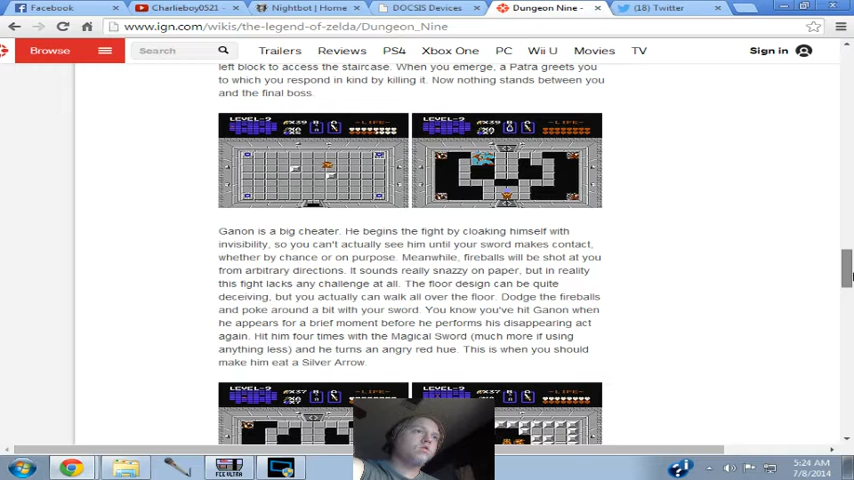 Facebook
Charlieboy0521 -
Nightbot | Home
DOCSIS Devices
Dungeon Nine -
(18) Twitter
www.ign.com/wikis/the-legend-of-zelda/Dungeon_Nine
Browse
Search
Trailers Reviews PS4 Xbox One PC Wii U Movies TV
Sign in
left block to access the staircase. When you emerge, a Patra greets you
to which you respond in kind by killing it. Now nothing stands between you
and the final boss.
LEVEL-9 -LIFE-
LEVEL-9 -LIFE-
Ganon is a big cheater. He begins the fight by cloaking himself with
invisibility, so you can't actually see him until your sword makes contact,
whether by chance or on purpose. Meanwhile, fireballs will be shot at you
from arbitrary directions. It sounds really snazzy on paper, but in reality
this fight lacks any challenge at all. The floor design can be quite
deceiving, but you actually can walk all over the floor. Dodge the fireballs
and poke around a bit with your sword. You know you've hit Ganon when
he appears for a brief moment before he performs his disappearing act
again. Hit him four times with the Magical Sword (much more if using
anything less) and he turns an angry red hue. This is when you should
make him eat a Silver Arrow.
LEVEL-9 -LIFE-
LEVEL-9 -LIFE-
FCE ULTRA
5:24 AM
7/8/2014